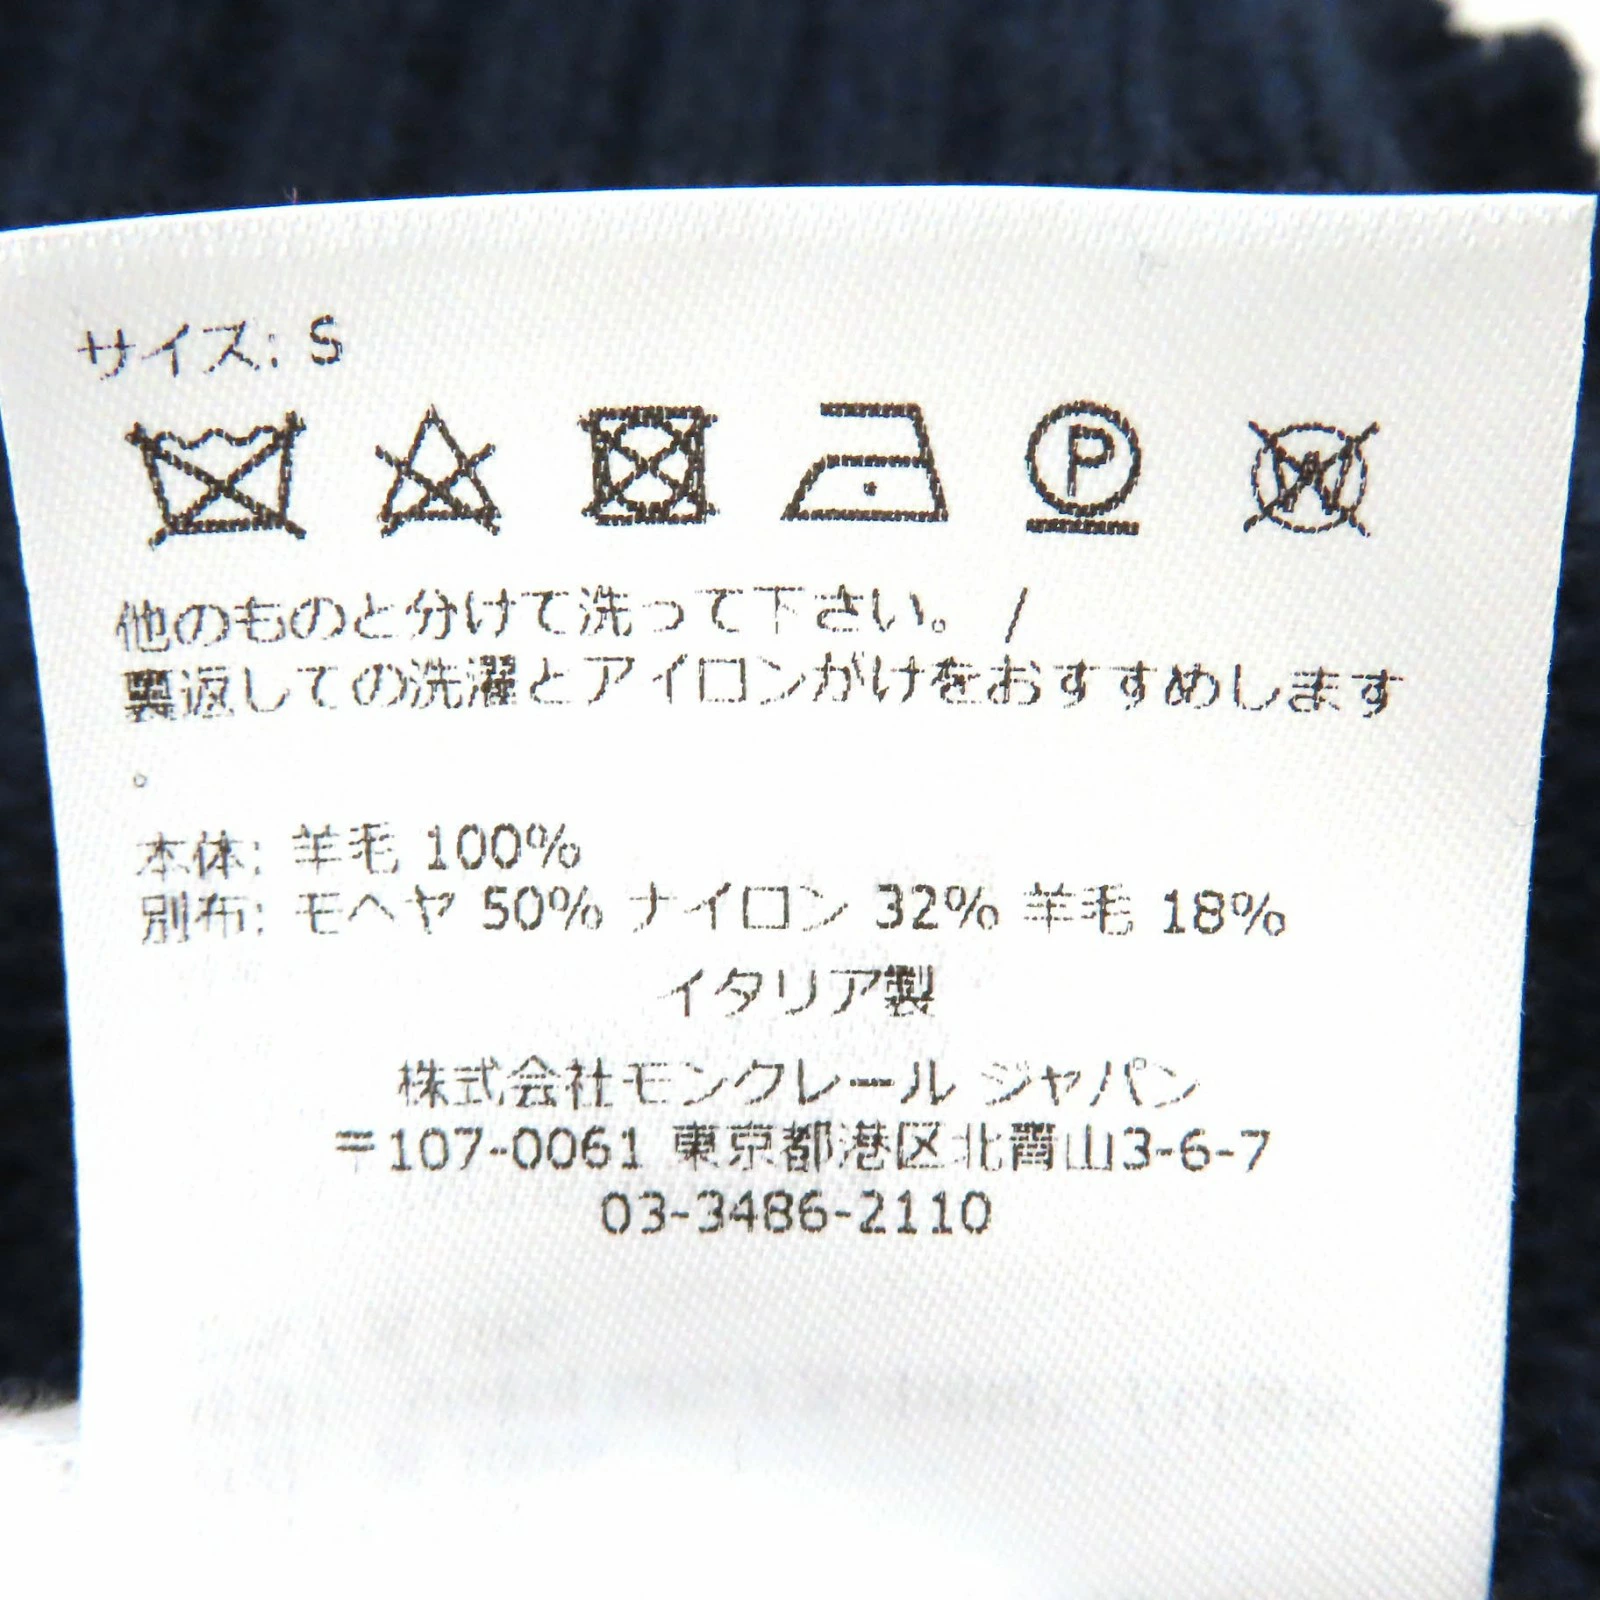 サイズ: S
P W
他のものと分けて洗って下さい。 /
裏返しての洗濯とアイロンがけをおすすめします
。
本体: 羊毛 100%
別布: モヘヤ 50% ナイロン 32% 羊毛 18%
イタリア製
株式会社モンクレール ジャパン
〒107-0061 東京都港区北青山3-6-7
03-3486-2110